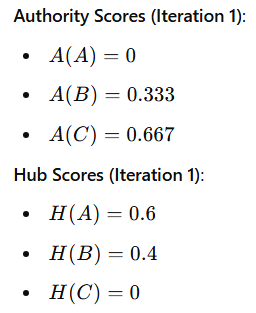 Authority Scores (Iteration 1):
• A(A) = 0
• A(B) = 0.333
• A(C) = 0.667
Hub Scores (Iteration 1):
• H(A) = 0.6
• H(B) = 0.4
• H(C) = 0